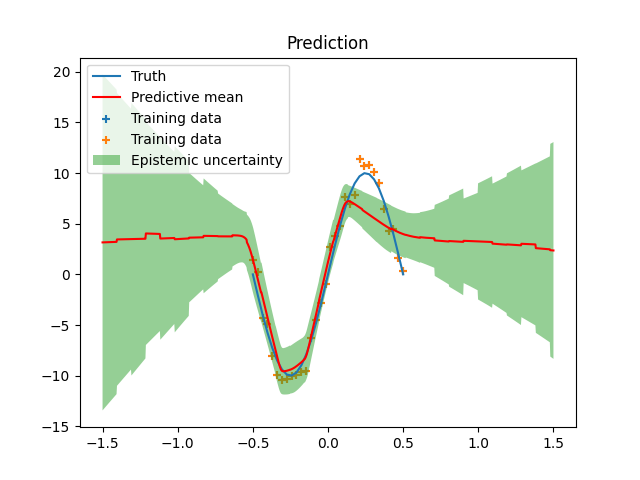 Prediction
Truth
Predictive mean
Training data
Training data
Epistemic uncertainty
20
15
10
5
0
−5
−10
−15
−1.5
−1.0
−0.5
0.0
0.5
1.0
1.5